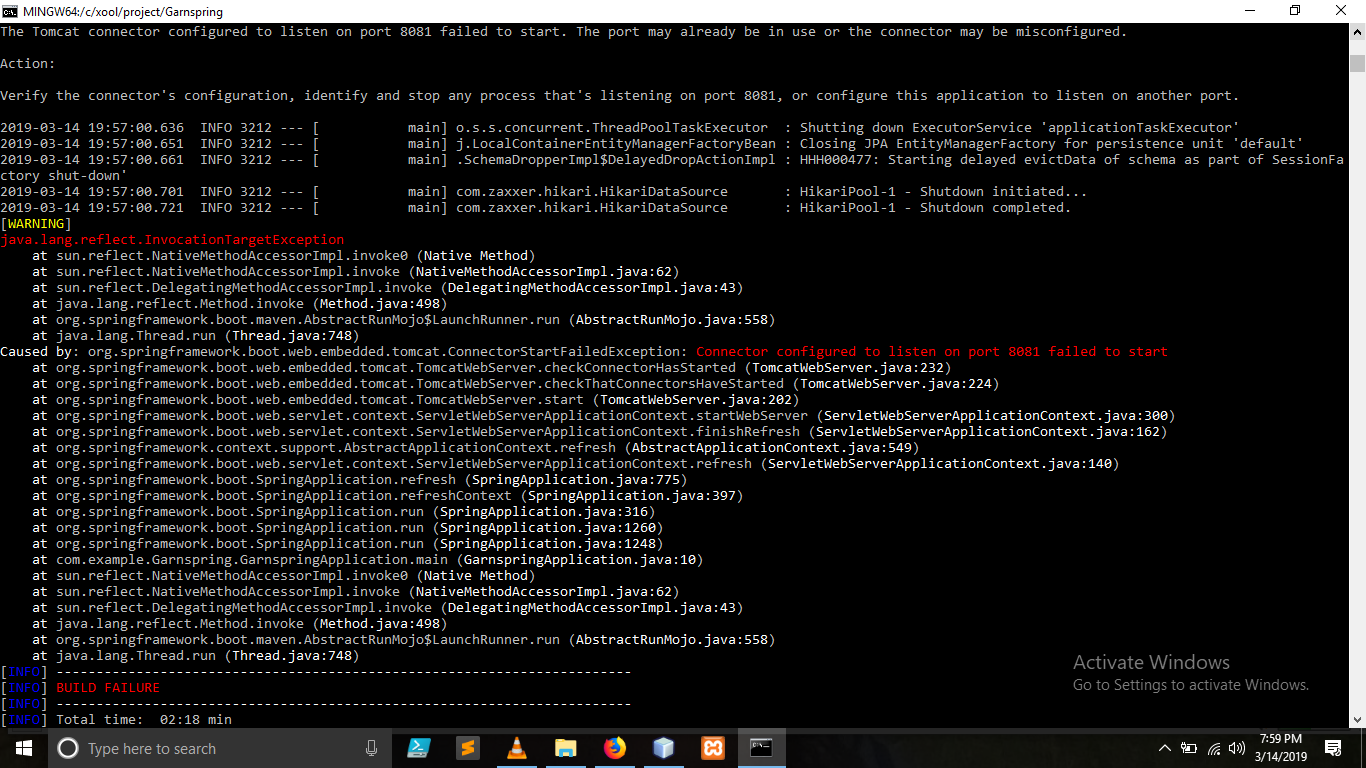 MINGW64:/c/xool/project/Garnspring
The Tomcat connector configured to listen on port 8081 failed to start. The port may already be in use or the connector may be misconfigured.
Action:
Verify the connector's configuration, identify and stop any process that's listening on port 8081, or configure this application to listen on another port.
2019-03-14 19:57:00.636  INFO 3212 --- [           main] o.s.s.concurrent.ThreadPoolTaskExecutor  : Shutting down ExecutorService 'applicationTaskExecutor'
2019-03-14 19:57:00.651  INFO 3212 --- [           main] j.LocalContainerEntityManagerFactoryBean : Closing JPA EntityManagerFactory for persistence unit 'default'
2019-03-14 19:57:00.661  INFO 3212 --- [           main] .SchemaDropperImpl$DelayedDropActionImpl : HHH000477: Starting delayed evictData of schema as part of SessionFa
ctory shut-down'
2019-03-14 19:57:00.701  INFO 3212 --- [           main] com.zaxxer.hikari.HikariDataSource       : HikariPool-1 - Shutdown initiated...
2019-03-14 19:57:00.721  INFO 3212 --- [           main] com.zaxxer.hikari.HikariDataSource       : HikariPool-1 - Shutdown completed.
[WARNING]
java.lang.reflect.InvocationTargetException
    at sun.reflect.NativeMethodAccessorImpl.invoke0 (Native Method)
    at sun.reflect.NativeMethodAccessorImpl.invoke (NativeMethodAccessorImpl.java:62)
    at sun.reflect.DelegatingMethodAccessorImpl.invoke (DelegatingMethodAccessorImpl.java:43)
    at java.lang.reflect.Method.invoke (Method.java:498)
    at org.springframework.boot.maven.AbstractRunMojo$LaunchRunner.run (AbstractRunMojo.java:558)
    at java.lang.Thread.run (Thread.java:748)
Caused by: org.springframework.boot.web.embedded.tomcat.ConnectorStartFailedException: Connector configured to listen on port 8081 failed to start
    at org.springframework.boot.web.embedded.tomcat.TomcatWebServer.checkConnectorHasStarted (TomcatWebServer.java:232)
    at org.springframework.boot.web.embedded.tomcat.TomcatWebServer.checkThatConnectorsHaveStarted (TomcatWebServer.java:224)
    at org.springframework.boot.web.embedded.tomcat.TomcatWebServer.start (TomcatWebServer.java:202)
    at org.springframework.boot.web.servlet.context.ServletWebServerApplicationContext.startWebServer (ServletWebServerApplicationContext.java:300)
    at org.springframework.boot.web.servlet.context.ServletWebServerApplicationContext.finishRefresh (ServletWebServerApplicationContext.java:162)
    at org.springframework.context.support.AbstractApplicationContext.refresh (AbstractApplicationContext.java:549)
    at org.springframework.boot.web.servlet.context.ServletWebServerApplicationContext.refresh (ServletWebServerApplicationContext.java:140)
    at org.springframework.boot.SpringApplication.refresh (SpringApplication.java:775)
    at org.springframework.boot.SpringApplication.refreshContext (SpringApplication.java:397)
    at org.springframework.boot.SpringApplication.run (SpringApplication.java:316)
    at org.springframework.boot.SpringApplication.run (SpringApplication.java:1260)
    at org.springframework.boot.SpringApplication.run (SpringApplication.java:1248)
    at com.example.Garnspring.GarnspringApplication.main (GarnspringApplication.java:10)
    at sun.reflect.NativeMethodAccessorImpl.invoke0 (Native Method)
    at sun.reflect.NativeMethodAccessorImpl.invoke (NativeMethodAccessorImpl.java:62)
    at sun.reflect.DelegatingMethodAccessorImpl.invoke (DelegatingMethodAccessorImpl.java:43)
    at java.lang.reflect.Method.invoke (Method.java:498)
    at org.springframework.boot.maven.AbstractRunMojo$LaunchRunner.run (AbstractRunMojo.java:558)
    at java.lang.Thread.run (Thread.java:748)
[INFO] ------------------------------------------------------------------------
[INFO] BUILD FAILURE
[INFO] ------------------------------------------------------------------------
[INFO] Total time:  02:18 min
Activate Windows
Go to Settings to activate Windows.
Type here to search
7:59 PM
3/14/2019